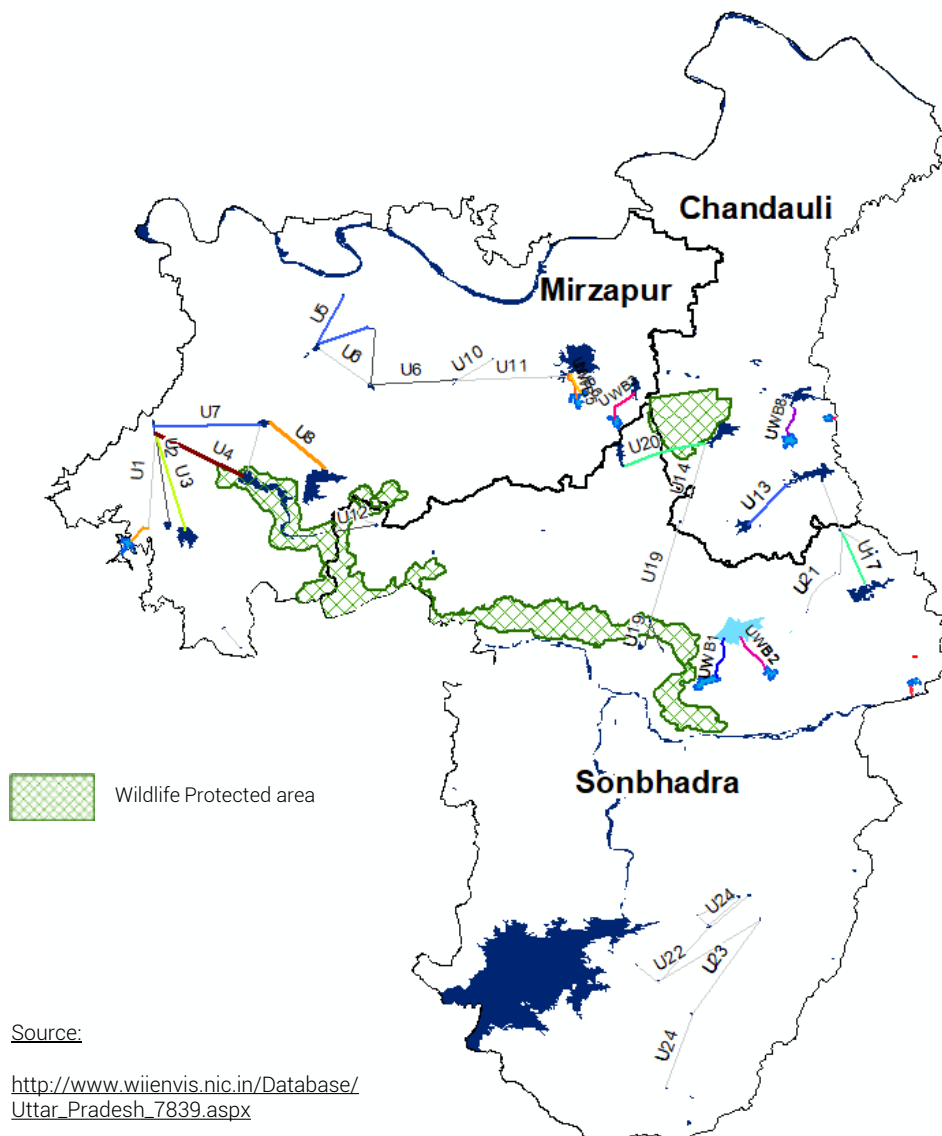 Chandauli
Mirzapur
U5
U6
U6
U10
U11
UWB3
UWB8
U7
U8
U20
U14
U1
U2
U3
U4
U12
U13
U19
U17
U21
U19
UWB1
UWB2
Sonbhadra
Wildlife Protected area
U24
U22
U23
U24
Source:
http://www.wiienvis.nic.in/Database/
Uttar_Pradesh_7839.aspx